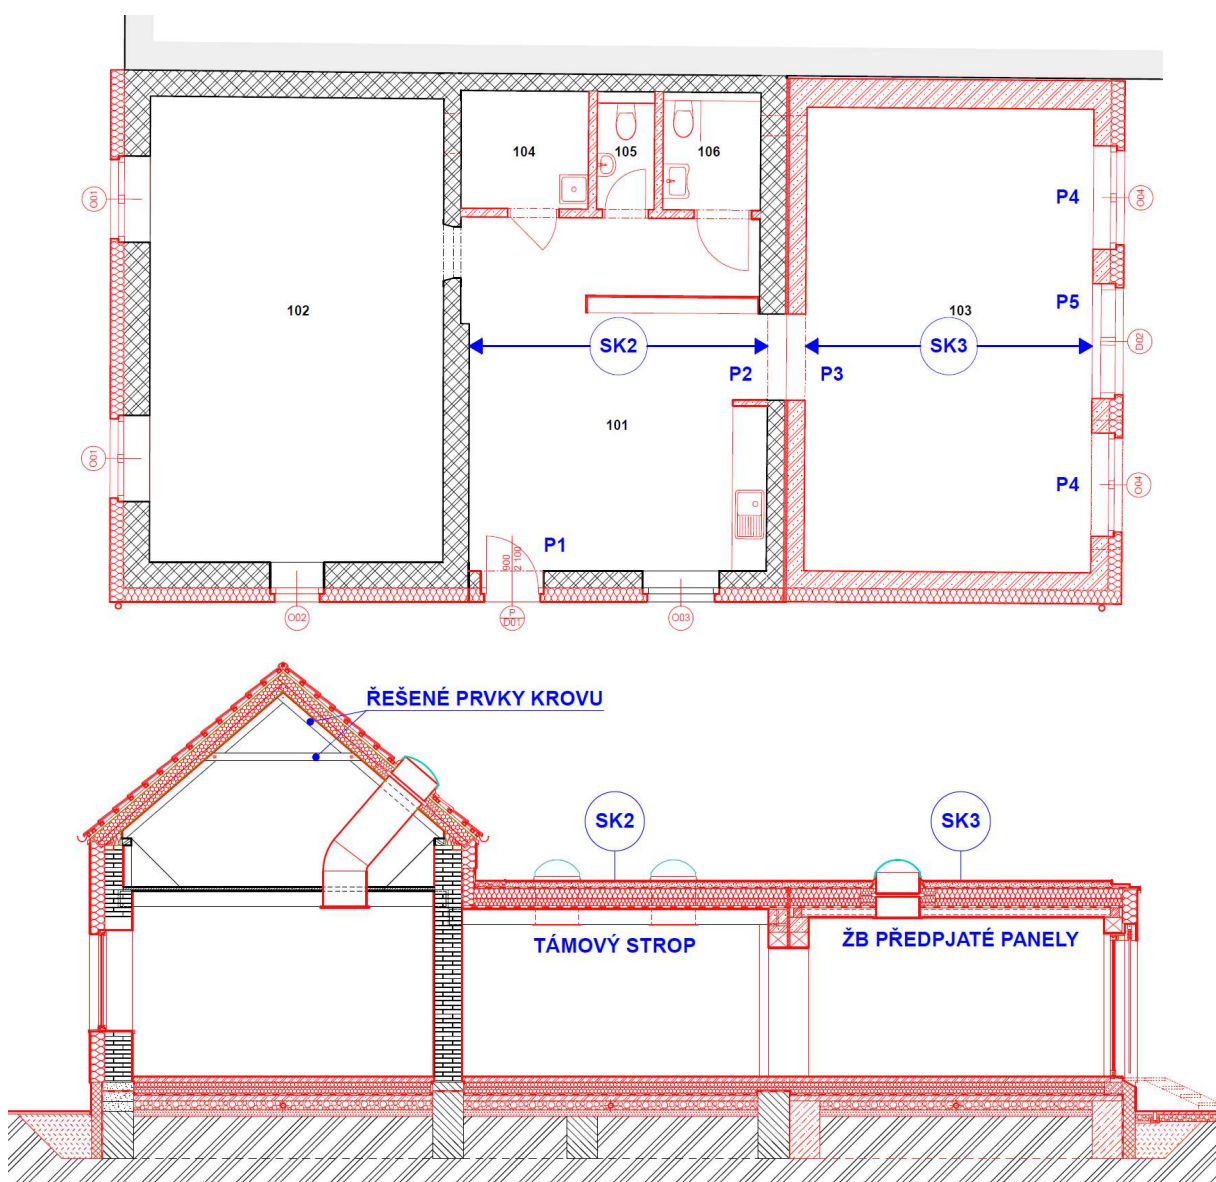 104
105
106
P4
O01
O04
102
P5
103
SK2
SK3
D02
P2
P3
101
O01
P4
O04
P1
900
2 100
O02
P
D01
O03
ŘEŠENÉ PRVKY KROVU
SK2
SK3
TÁMOVÝ STROP
ŽB PŘEDPJATÉ PANELY